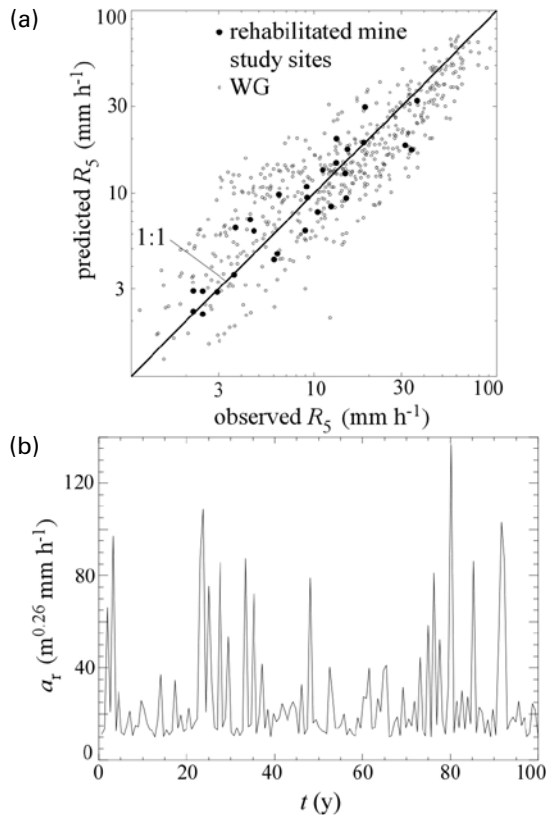 (a)
100
30
10
3
predicted R₅ (mm h⁻¹)
rehabilitated mine
study sites
WG
1:1
3 10 30 100
observed R₅ (mm h⁻¹)
(b)
120
80
40
0
aᵣ (m⁰·²⁶ mm h⁻¹)
0 20 40 60 80 100
t (y)